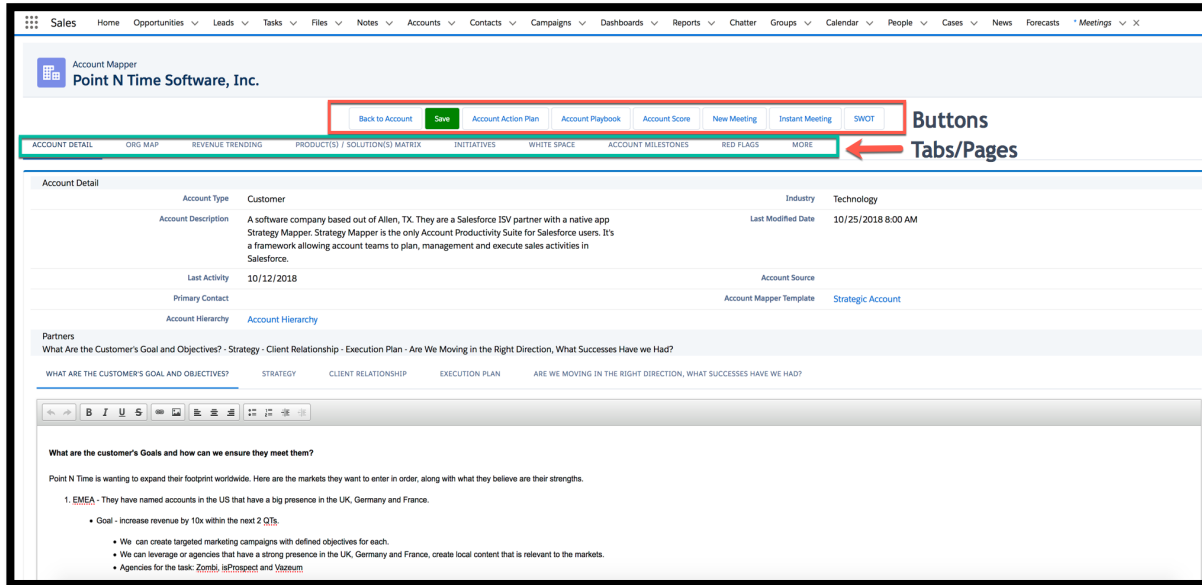 Sales Home Opportunities Leads Tasks Files Notes Accounts Contacts Campaigns Dashboards Reports Chatter Groups Calendar People Cases News Forecasts * Meetings
Account Mapper
Point N Time Software, Inc.
Back to Account Save Account Action Plan Account Playbook Account Score New Meeting Instant Meeting SWOT Buttons
ACCOUNT DETAIL ORG MAP REVENUE TRENDING PRODUCT(S) / SOLUTION(S) MATRIX INITIATIVES WHITE SPACE ACCOUNT MILESTONES RED FLAGS MORE Tabs/Pages
Account Detail
Account Type Customer Industry Technology
Account Description A software company based out of Allen, TX. They are a Salesforce ISV partner with a native app Last Modified Date 10/25/2018 8:00 AM
Strategy Mapper. Strategy Mapper is the only Account Productivity Suite for Salesforce users. It's
a framework allowing account teams to plan, management and execute sales activities in
Salesforce.
Last Activity 10/12/2018 Account Source
Primary Contact Account Mapper Template Strategic Account
Account Hierarchy Account Hierarchy
Partners
What Are the Customer's Goal and Objectives? - Strategy - Client Relationship - Execution Plan - Are We Moving in the Right Direction, What Successes Have we Had?
WHAT ARE THE CUSTOMER'S GOAL AND OBJECTIVES? STRATEGY CLIENT RELATIONSHIP EXECUTION PLAN ARE WE MOVING IN THE RIGHT DIRECTION, WHAT SUCCESSES HAVE WE HAD?
B I U S
What are the customer's Goals and how can we ensure they meet them?
Point N Time is wanting to expand their footprint worldwide. Here are the markets they want to enter in order, along with what they believe are their strengths.
1. EMEA - They have named accounts in the US that have a big presence in the UK, Germany and France.
• Goal - increase revenue by 10x within the next 2 QTs.
• We can create targeted marketing campaigns with defined objectives for each.
• We can leverage or agencies that have a strong presence in the UK, Germany and France, create local content that is relevant to the markets.
• Agencies for the task: Zombi, isProspect and Vazeum